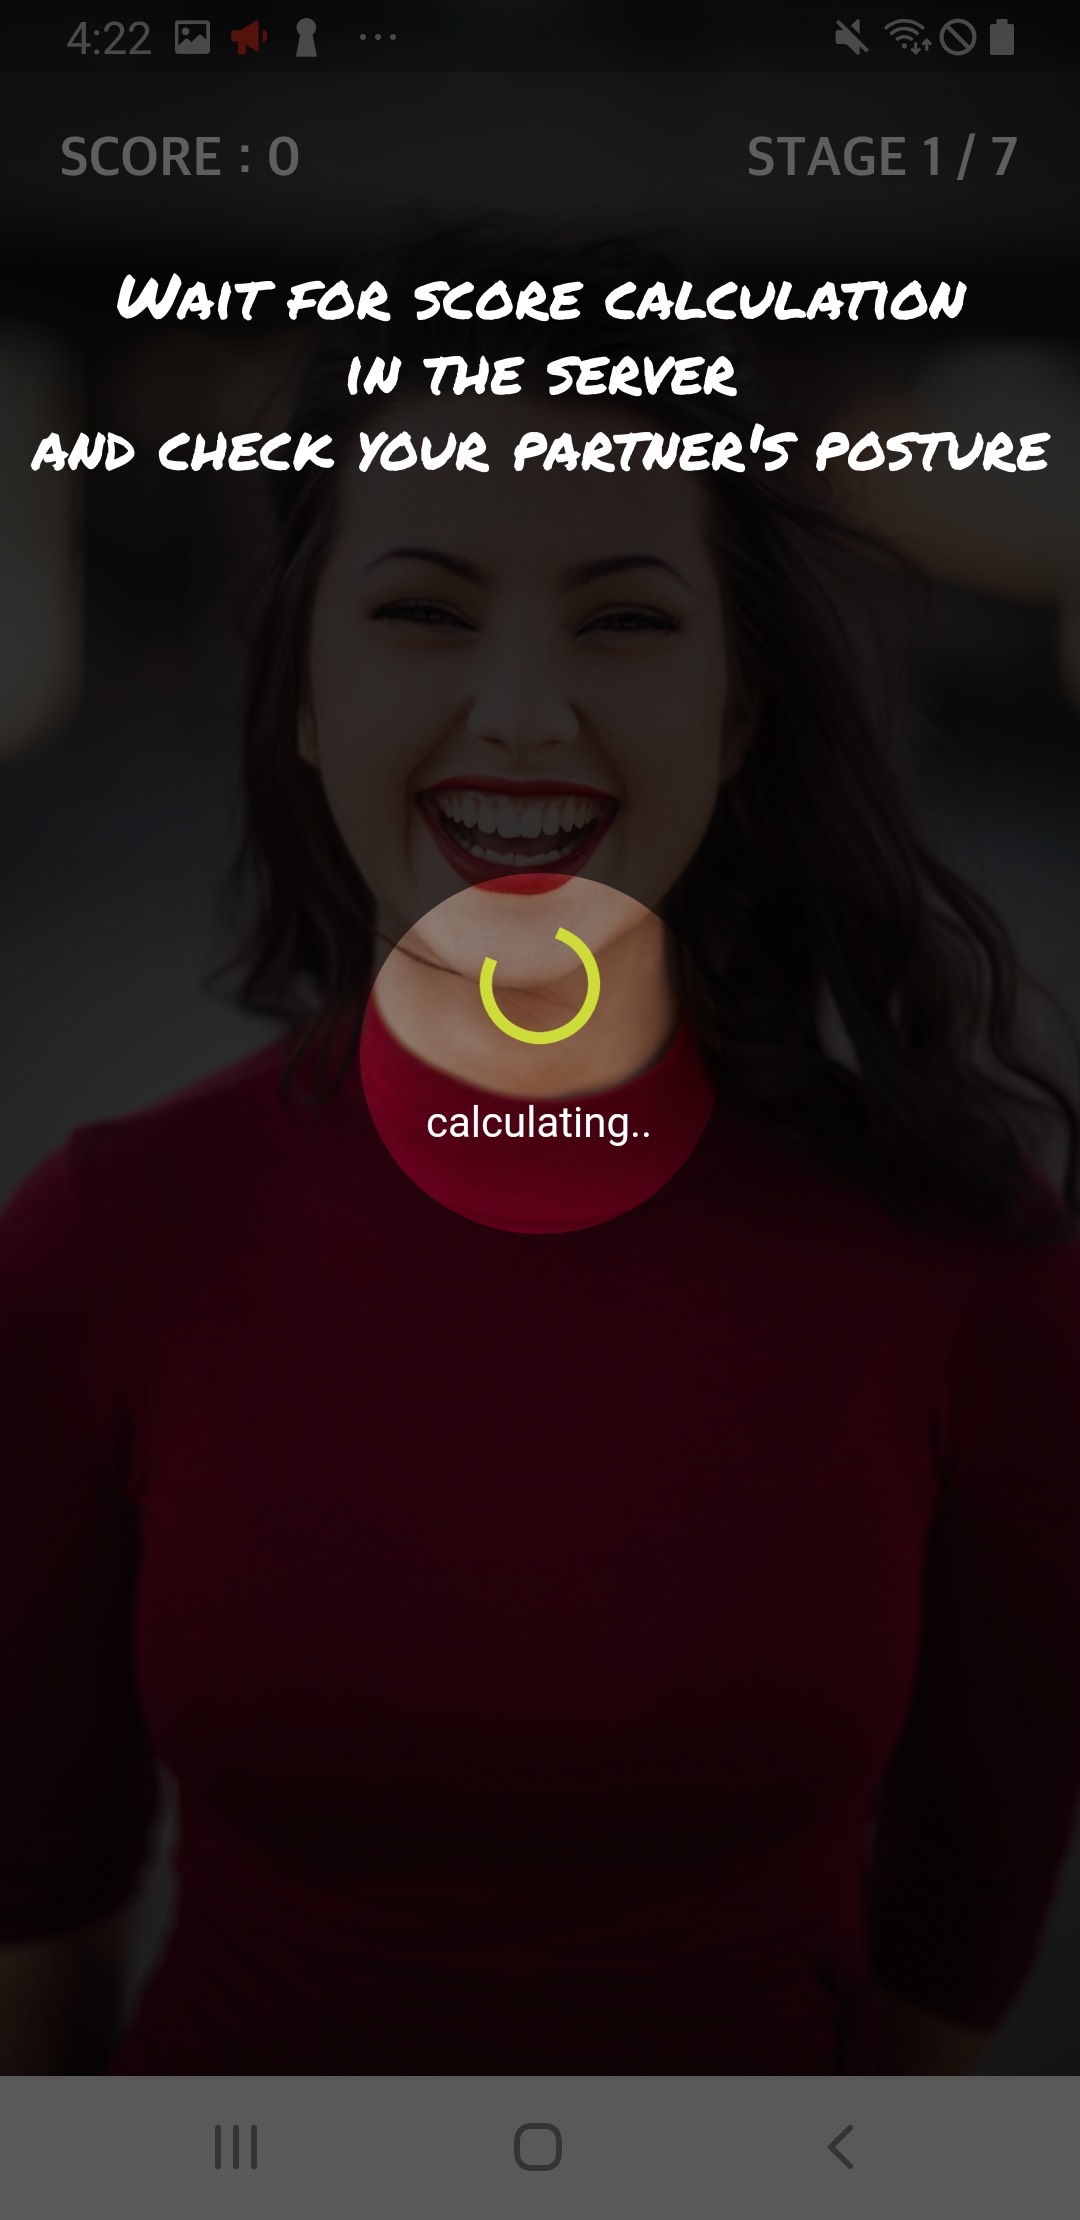 4:22
SCORE : 0 STAGE 1 / 7
WAIT FOR SCORE CALCULATION
IN THE SERVER
AND CHECK YOUR PARTNER'S POSTURE
calculating..